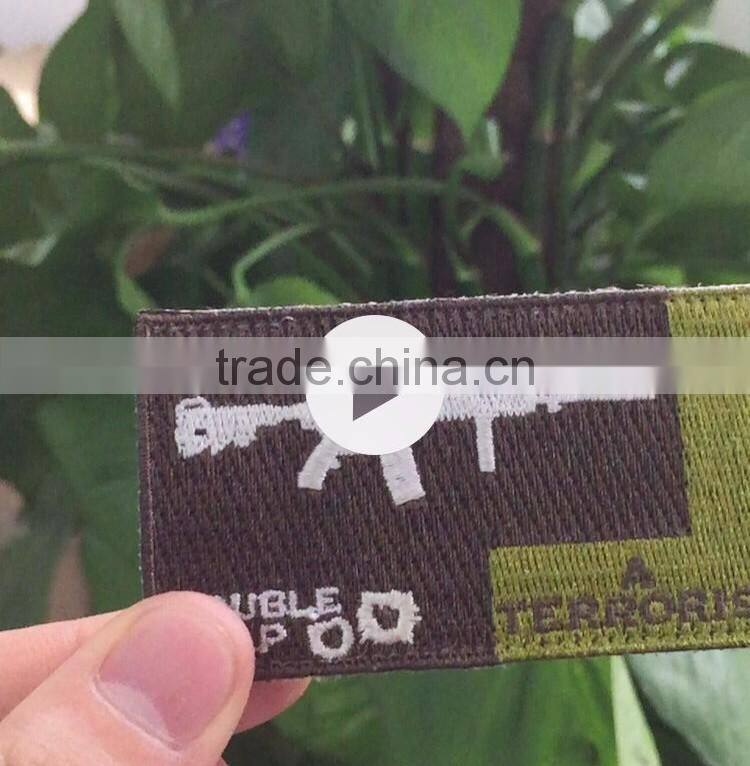 trade.china.cn
UBLE
A
TERRORIS